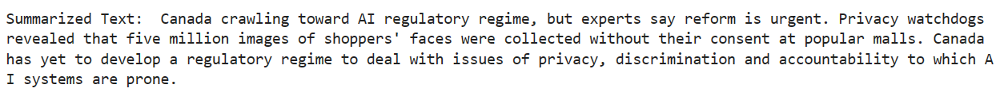 Summarized Text:  Canada crawling toward AI regulatory regime, but experts say reform is urgent. Privacy watchdogs
revealed that five million images of shoppers' faces were collected without their consent at popular malls. Canada
has yet to develop a regulatory regime to deal with issues of privacy, discrimination and accountability to which A
I systems are prone.